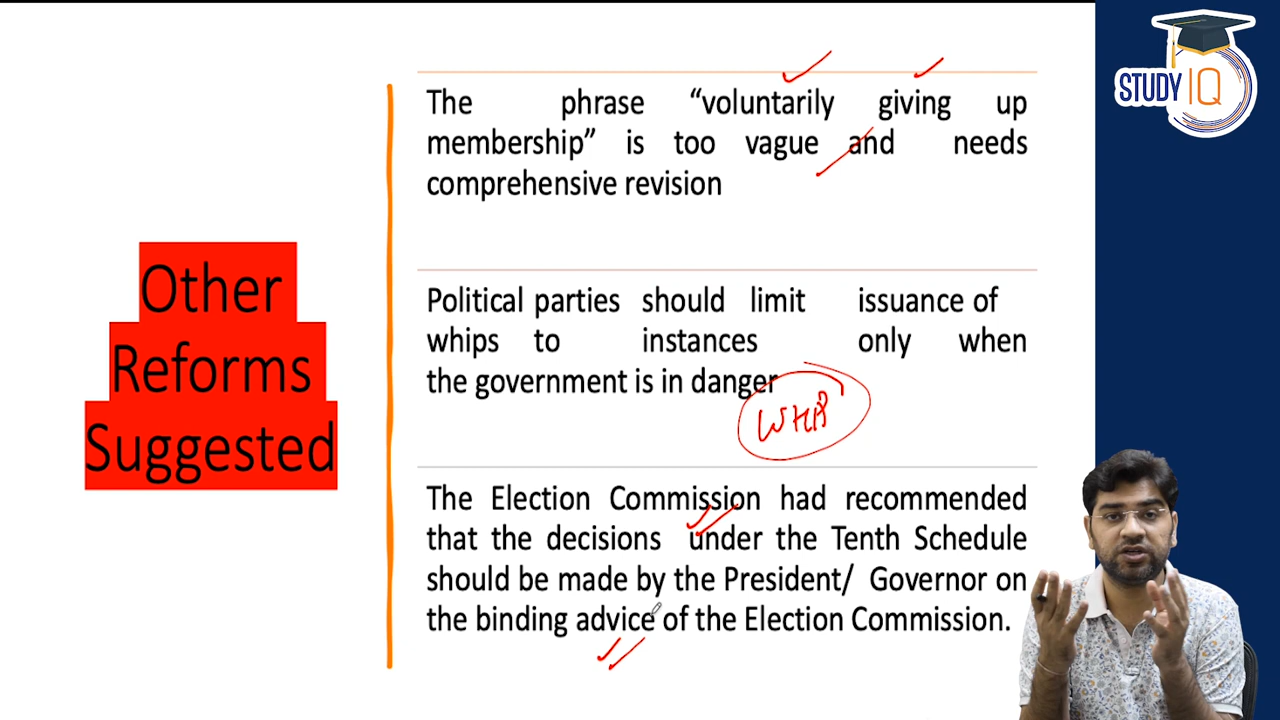 The phrase “voluntarily giving up
membership” is too vague and needs
comprehensive revision
Other
Reforms
Suggested
Political parties should limit issuance of
whips to instances only when
the government is in danger
WHIP
The Election Commission had recommended
that the decisions under the Tenth Schedule
should be made by the President/ Governor on
the binding advice of the Election Commission.
STUDY IQ